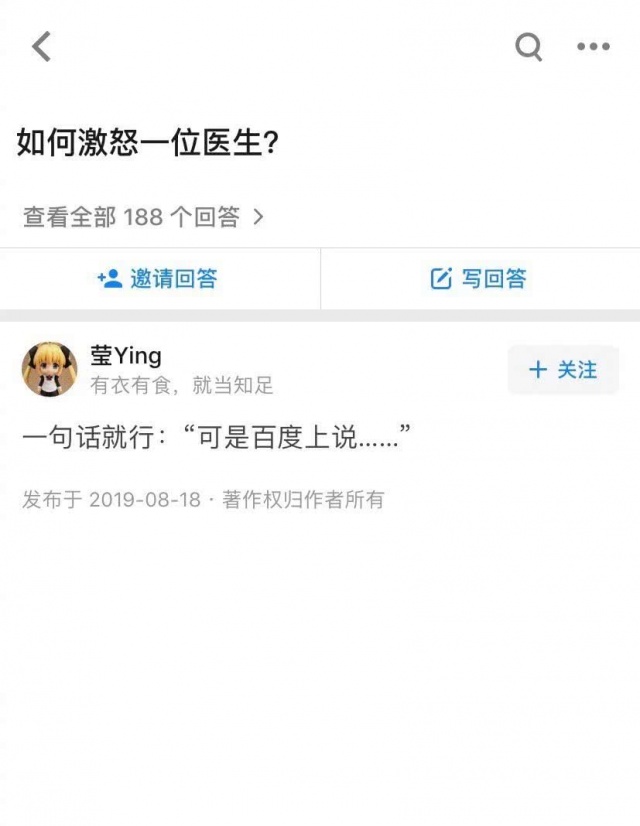 如何激怒一位医生?
查看全部 188 个回答
邀请回答
写回答
莹Ying
有衣有食，就当知足
关注
一句话就行：“可是百度上说……”
发布于 2019-08-18 · 著作权归作者所有